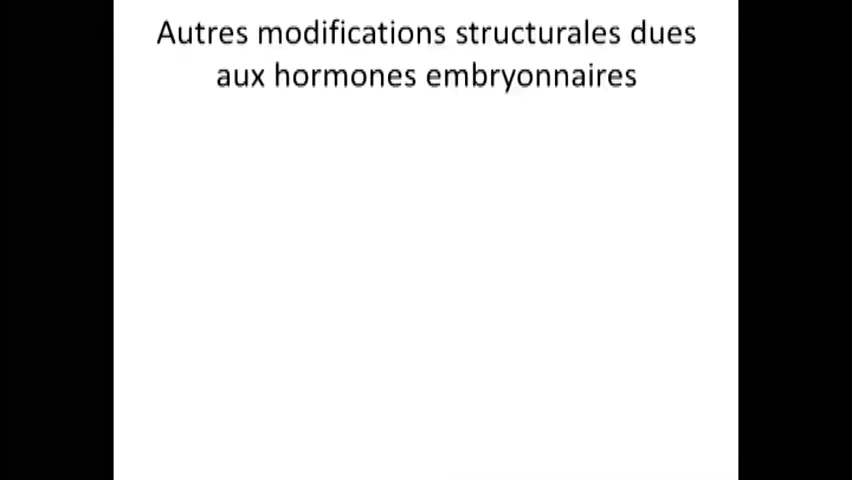 Autres modifications structurales dues
aux hormones embryonnaires